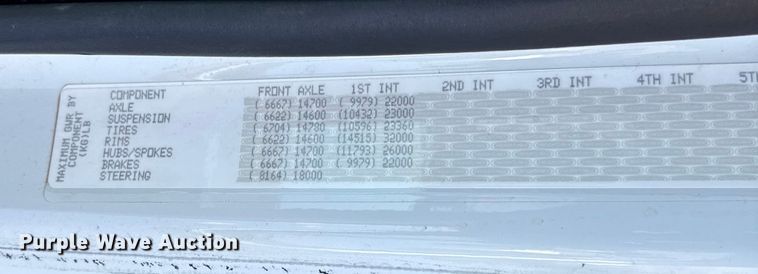 MAXIMUM GWR BY
COMPONENT
(KG)LB
COMPONENT FRONT AXLE 1ST INT 2ND INT 3RD INT 4TH INT 5TH
AXLE ( 6667) 14700 ( 9979) 22000
SUSPENSION ( 6622) 14600 (10432) 23000
TIRES ( 6704) 14780 (10596) 23360
RIMS ( 6622) 14600 (14515) 32000
HUBS/SPOKES ( 6667) 14700 (11793) 26000
BRAKES ( 6667) 14700 ( 9979) 22000
STEERING ( 8164) 18000
Purple Wave Auction